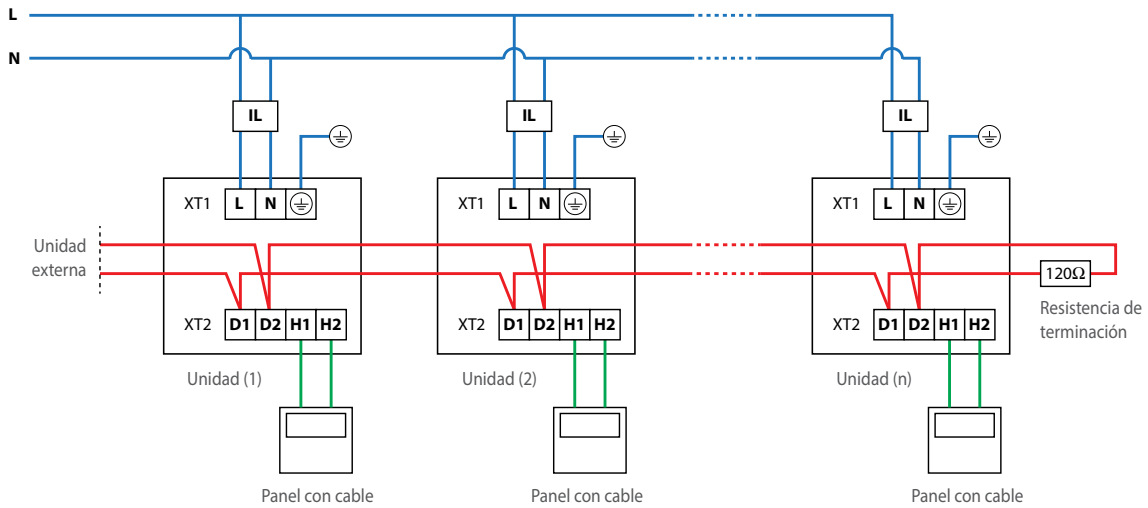 L
N
IL
IL
IL
XT1 L N
XT1 L N
XT1 L N
Unidad
externa
120Ω
Resistencia de
terminación
XT2 D1 D2 H1 H2
XT2 D1 D2 H1 H2
XT2 D1 D2 H1 H2
Unidad (1)
Unidad (2)
Unidad (n)
Panel con cable
Panel con cable
Panel con cable